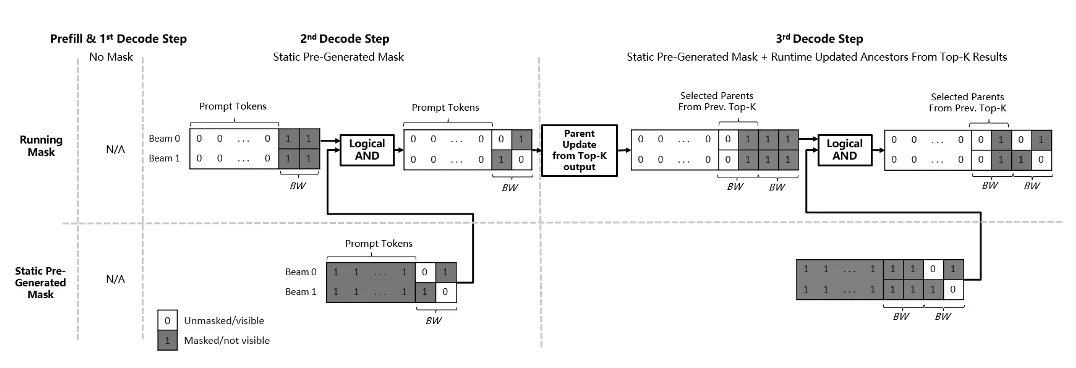 Prefill & 1st Decode Step
No Mask
2nd Decode Step
Static Pre-Generated Mask
3rd Decode Step
Static Pre-Generated Mask + Runtime Updated Ancestors From Top-K Results
Running
Mask
N/A
Prompt Tokens
Beam 0
0 0 ... 0 1 1
Beam 1
0 0 ... 0 1 1
BW
Logical
AND
Prompt Tokens
0 0 ... 0 0 1
0 0 ... 0 1 0
BW
Parent
Update
from Top-K
output
Selected Parents
From Prev. Top-K
0 0 ... 0 0 1 1 1
0 0 ... 0 0 1 1 1
BW BW
Logical
AND
Selected Parents
From Prev. Top-K
0 0 ... 0 0 1 0 1
0 0 ... 0 0 1 1 0
BW BW
Static Pre-
Generated
Mask
N/A
Prompt Tokens
Beam 0
1 1 ... 1 0 1
Beam 1
1 1 ... 1 1 0
BW
1 1 ... 1 1 1 0 1
1 1 ... 1 1 1 1 0
BW BW
0 Unmasked/visible
1 Masked/not visible